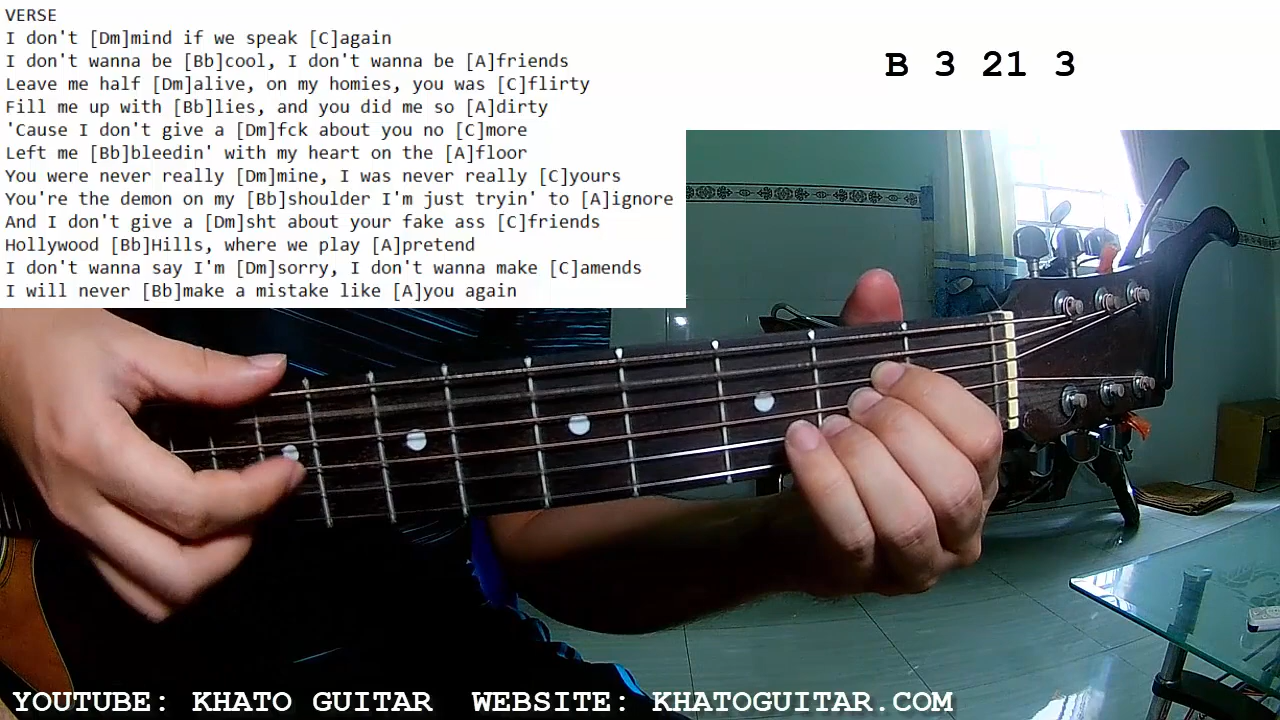 VERSE
I don't [Dm]mind if we speak [C]again
I don't wanna be [Bb]cool, I don't wanna be [A]friends
Leave me half [Dm]alive, on my homies, you was [C]flirty
Fill me up with [Bb]lies, and you did me so [A]dirty
'Cause I don't give a [Dm]fck about you no [C]more
Left me [Bb]bleedin' with my heart on the [A]floor
You were never really [Dm]mine, I was never really [C]yours
You're the demon on my [Bb]shoulder I'm just tryin' to [A]ignore
And I don't give a [Dm]sht about your fake ass [C]friends
Hollywood [Bb]Hills, where we play [A]pretend
I don't wanna say I'm [Dm]sorry, I don't wanna make [C]amends
I will never [Bb]make a mistake like [A]you again
B 3 21 3
YOUTUBE: KHATO GUITAR WEBSITE: KHATOGUITAR.COM